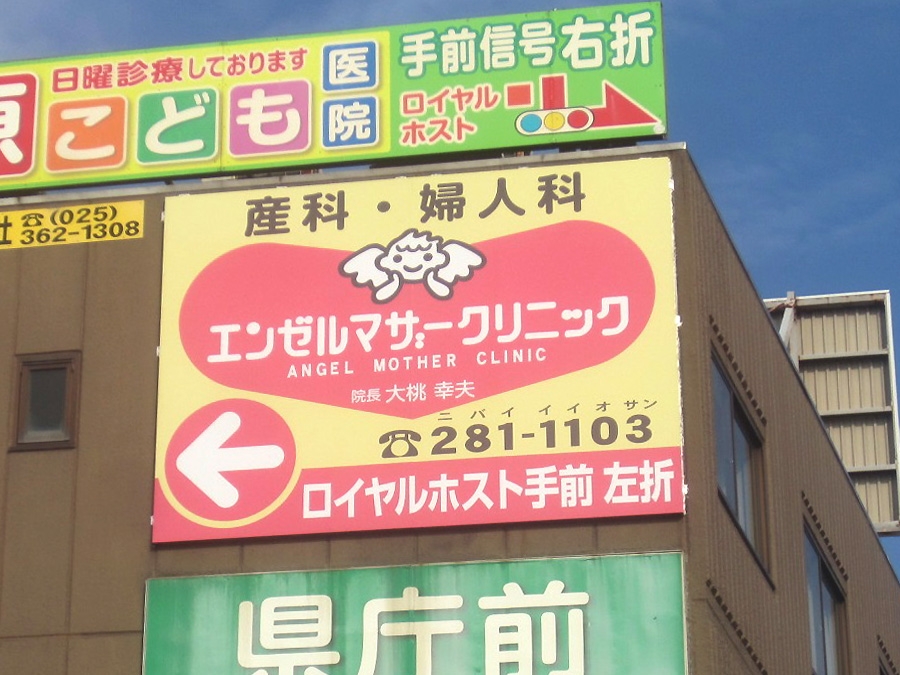 日曜診療しております
原こども医院
手前信号右折
ロイヤル
ホスト
社☎(025)
362-1308
産科・婦人科
エンゼルマザークリニック
ANGEL MOTHER CLINIC
院長 大桃 幸夫
ニ バ イ イ イ オ サン
☎281-1103
ロイヤルホスト手前 左折
県庁前